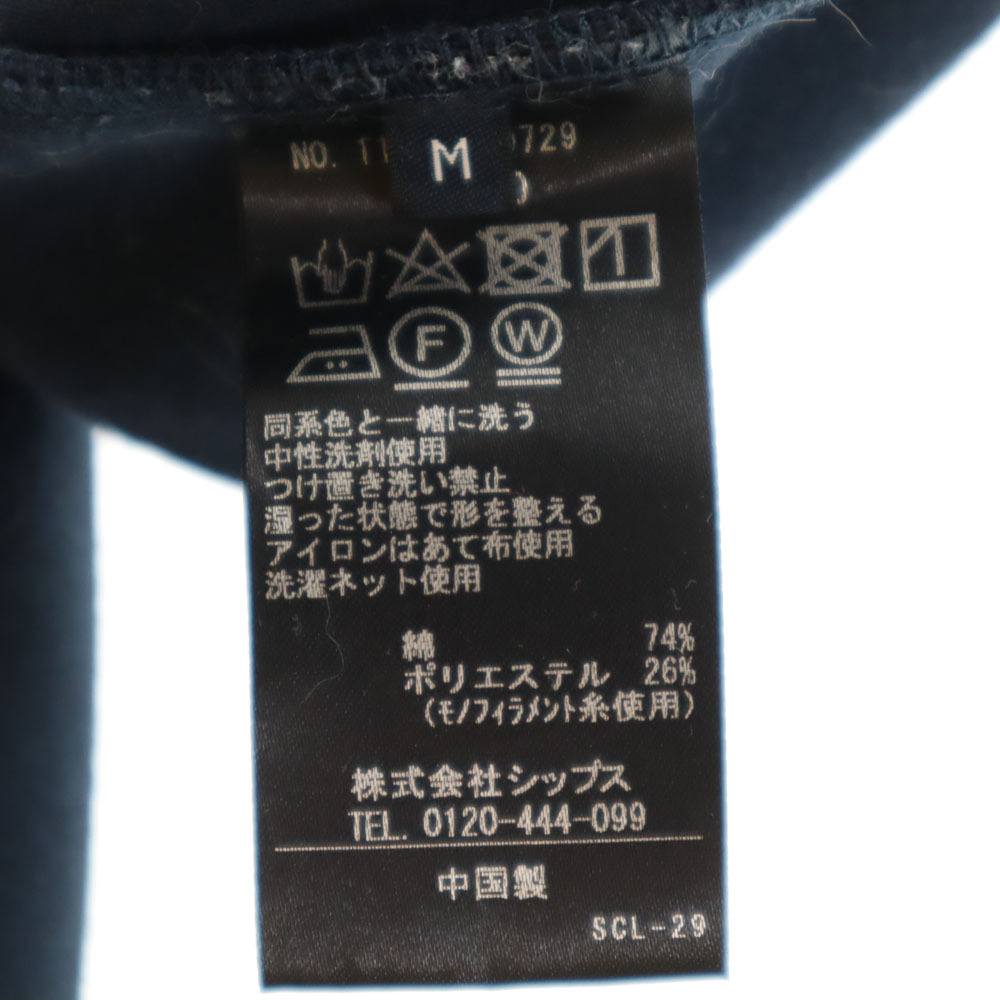 NO. 11 0729
M
)
F W
同系色と一緒に洗う
中性洗剤使用
つけ置き洗い禁止
湿った状態で形を整える
アイロンはあて布使用
洗濯ネット使用
綿 74%
ポリエステル 26%
(モノフィラメント糸使用)
株式会社シップス
TEL. 0120-444-099
中国製
SCL-29